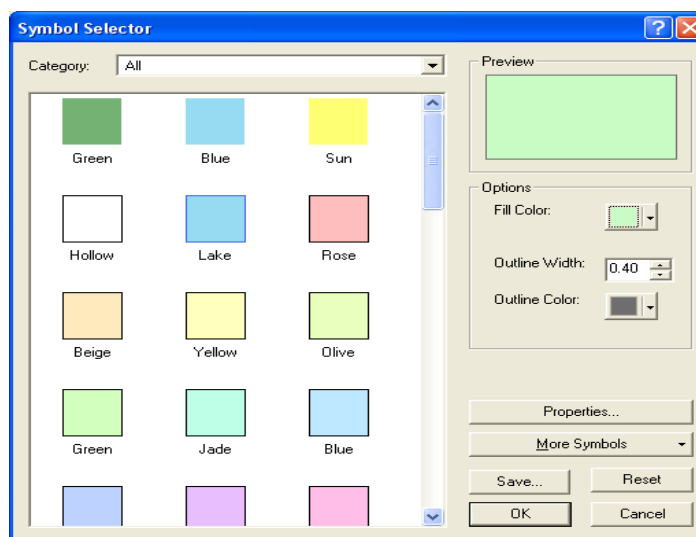 Symbol Selector
Category: All
Green Blue Sun
Hollow Lake Rose
Beige Yellow Olive
Green Jade Blue
Preview
Options
Fill Color:
Outline Width: 0.40
Outline Color:
Properties...
More Symbols
Save... Reset
OK Cancel